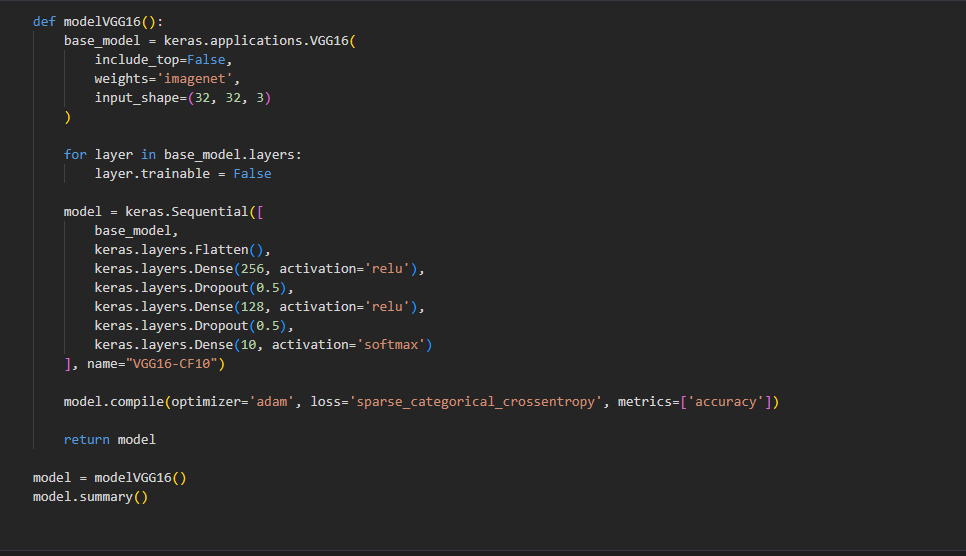 def modelVGG16():
    base_model = keras.applications.VGG16(
        include_top=False,
        weights='imagenet',
        input_shape=(32, 32, 3)
    )
    for layer in base_model.layers:
        layer.trainable = False
    model = keras.Sequential([
        base_model,
        keras.layers.Flatten(),
        keras.layers.Dense(256, activation='relu'),
        keras.layers.Dropout(0.5),
        keras.layers.Dense(128, activation='relu'),
        keras.layers.Dropout(0.5),
        keras.layers.Dense(10, activation='softmax')
    ], name="VGG16-CF10")
    model.compile(optimizer='adam', loss='sparse_categorical_crossentropy', metrics=['accuracy'])
    return model
model = modelVGG16()
model.summary()